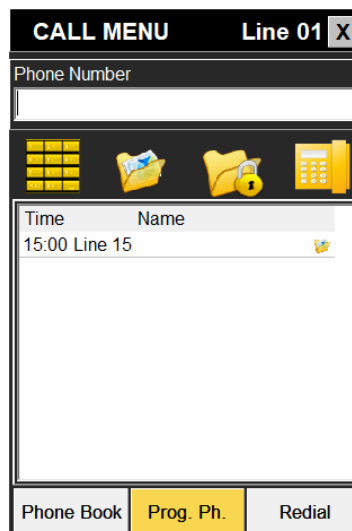 CALL MENU Line 01 X
Phone Number
Time Name
15:00 Line 15
Phone Book Prog. Ph. Redial